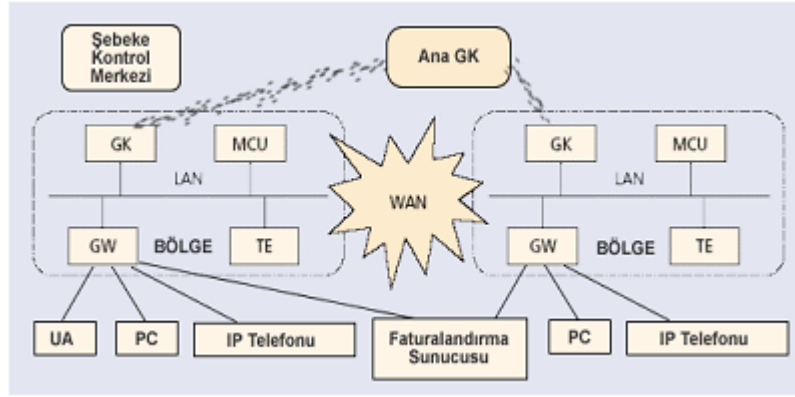 Şebeke
Kontrol
Merkezi
Ana GK
GK
MCU
LAN
GW
BÖLGE
TE
WAN
GK
MCU
LAN
GW
BÖLGE
TE
UA
PC
IP Telefonu
Faturalandırma
Sunucusu
PC
IP Telefonu